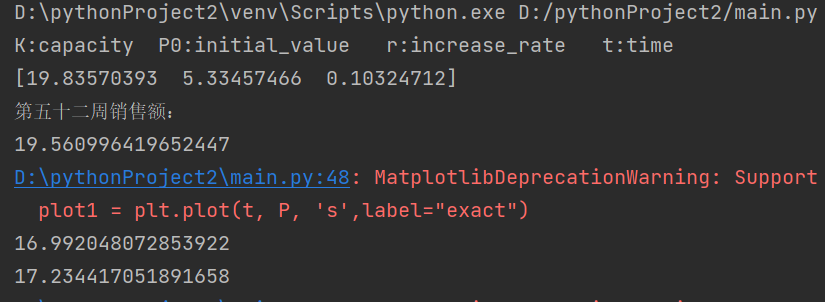 D:\pythonProject2\venv\Scripts\python.exe D:/pythonProject2/main.py
K:capacity  P0:initial_value   r:increase_rate   t:time
[19.83570393  5.33457466  0.10324712]
第五十二周销售额:
19.560996419652447
D:\pythonProject2\main.py:48: MatplotlibDeprecationWarning: Support
  plot1 = plt.plot(t, P, 's',label="exact")
16.992048072853922
17.234417051891658